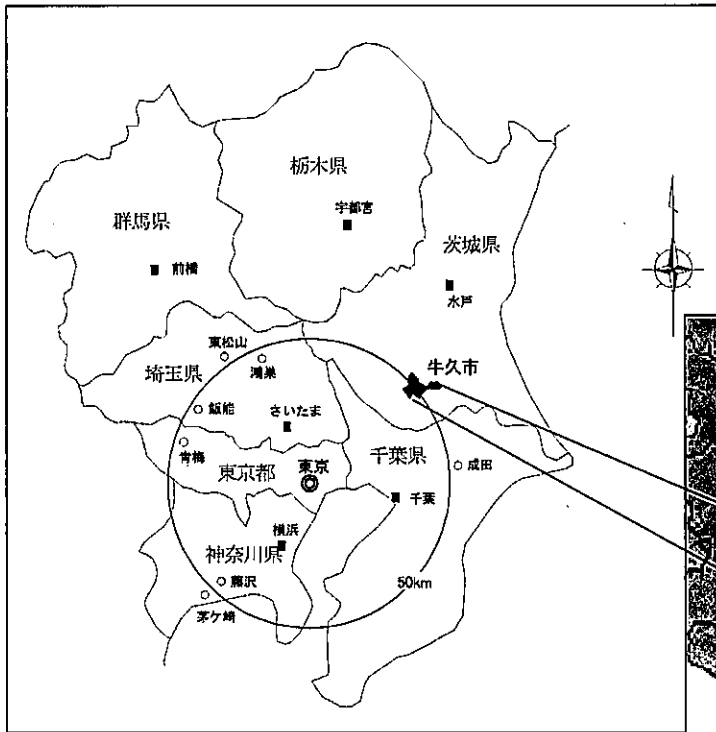 栃木県
宇都宮
群馬県
茨城県
前橋
水戸
東松山
鴻巣
牛久市
埼玉県
飯能
さいたま
青梅
千葉県
東京都
東京
成田
千葉
横浜
神奈川県
藤沢
50km
茅ケ崎